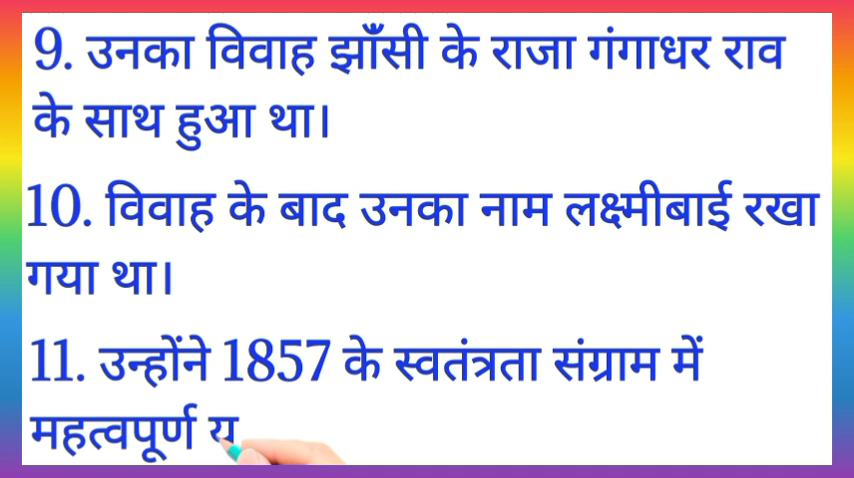 9. उनका विवाह झाँसी के राजा गंगाधर राव
के साथ हुआ था।
10. विवाह के बाद उनका नाम लक्ष्मीबाई रखा
गया था।
11. उन्होंने 1857 के स्वतंत्रता संग्राम में
महत्वपूर्ण य